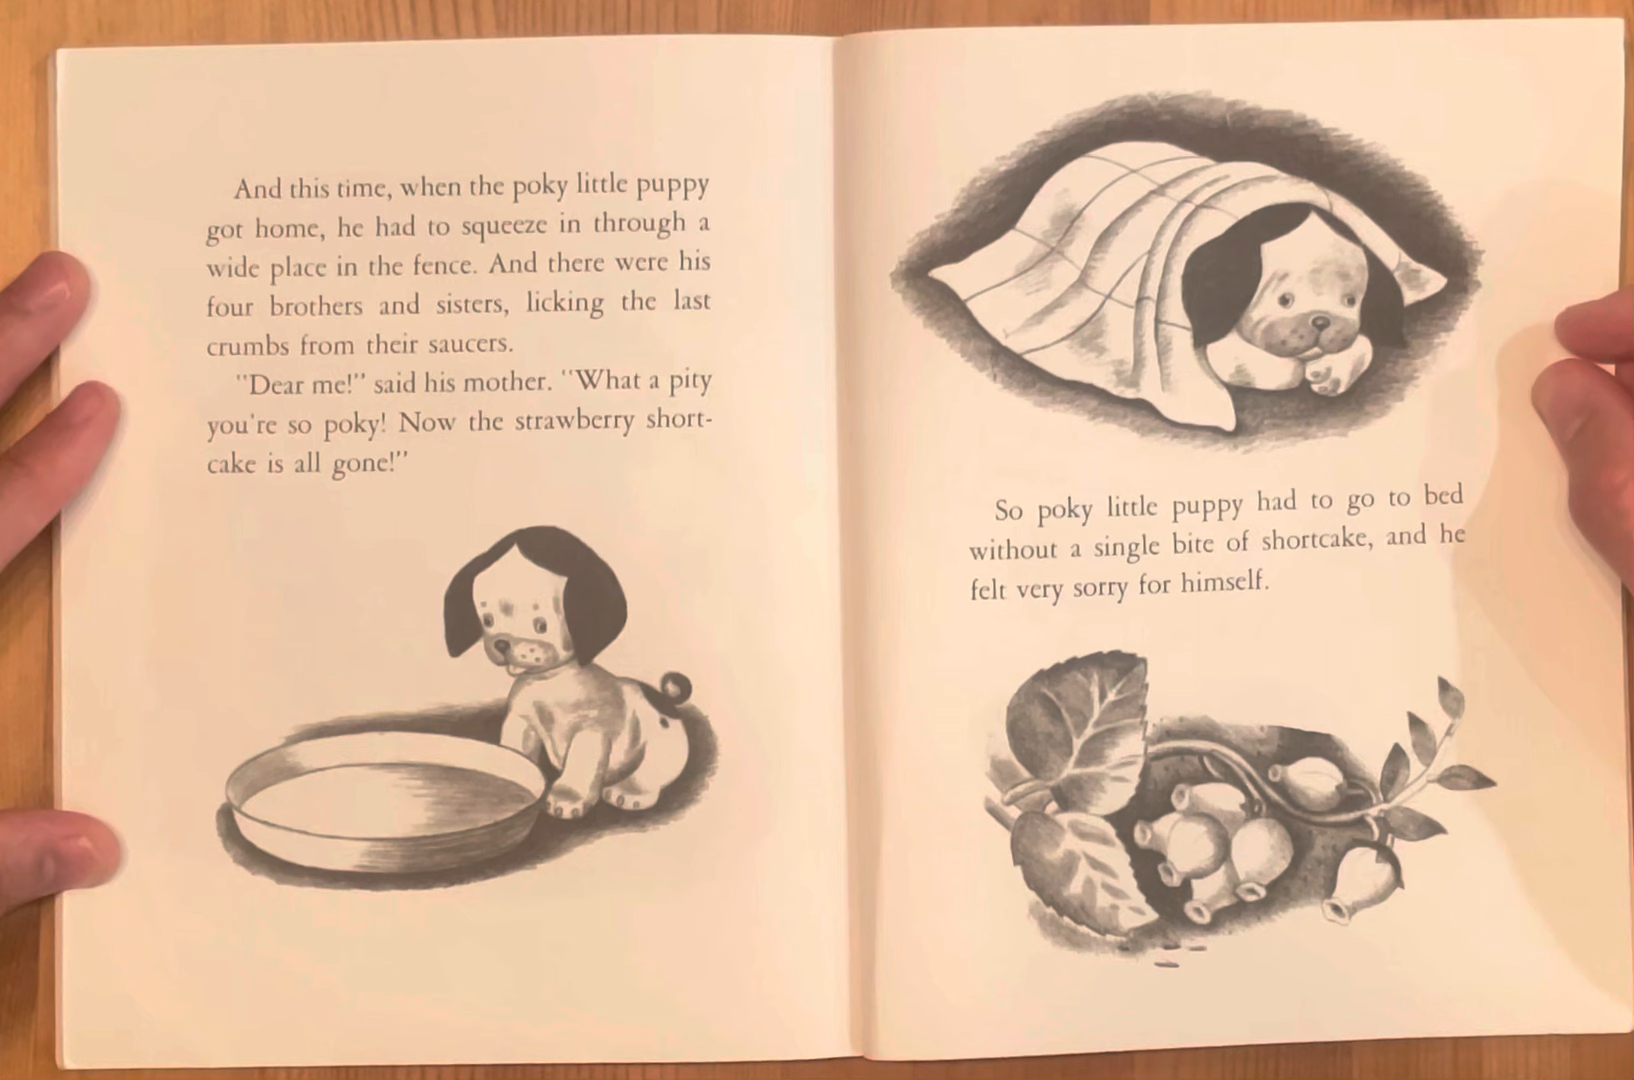 And this time, when the poky little puppy
got home, he had to squeeze in through a
wide place in the fence. And there were his
four brothers and sisters, licking the last
crumbs from their saucers.
"Dear me!" said his mother. "What a pity
you're so poky! Now the strawberry short-
cake is all gone!"
So poky little puppy had to go to bed
without a single bite of shortcake, and he
felt very sorry for himself.